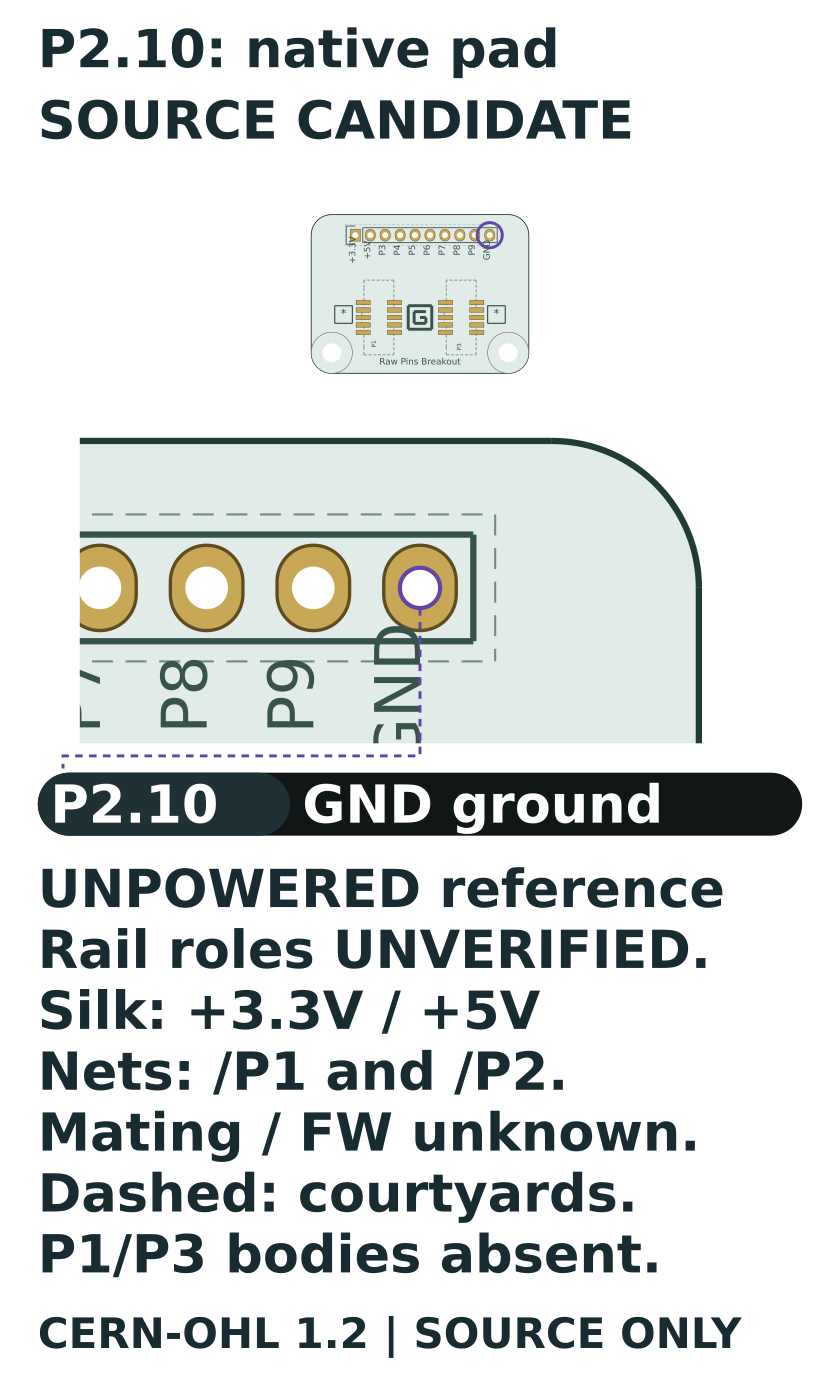 P2.10: native pad
SOURCE CANDIDATE
+3.3V +5V P3 P4 P5 P6 P7 P8 P9 GND
* *
P1 P3
Raw Pins Breakout
P7 P8 P9 GND
P2.10 GND ground
UNPOWERED reference
Rail roles UNVERIFIED.
Silk: +3.3V / +5V
Nets: /P1 and /P2.
Mating / FW unknown.
Dashed: courtyards.
P1/P3 bodies absent.
CERN-OHL 1.2 | SOURCE ONLY